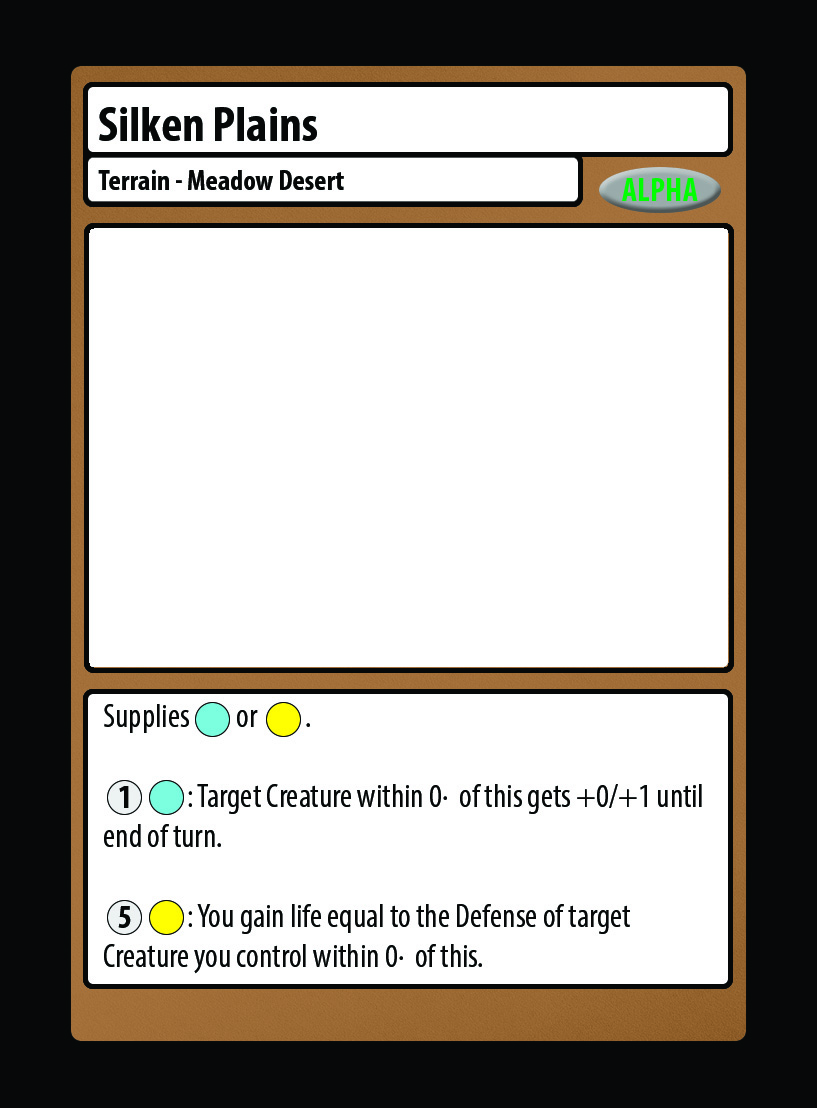 Silken Plains
Terrain - Meadow Desert
ALPHA
Supplies or .
1 : Target Creature within 0· of this gets +0/+1 until
end of turn.
5 : You gain life equal to the Defense of target
Creature you control within 0· of this.